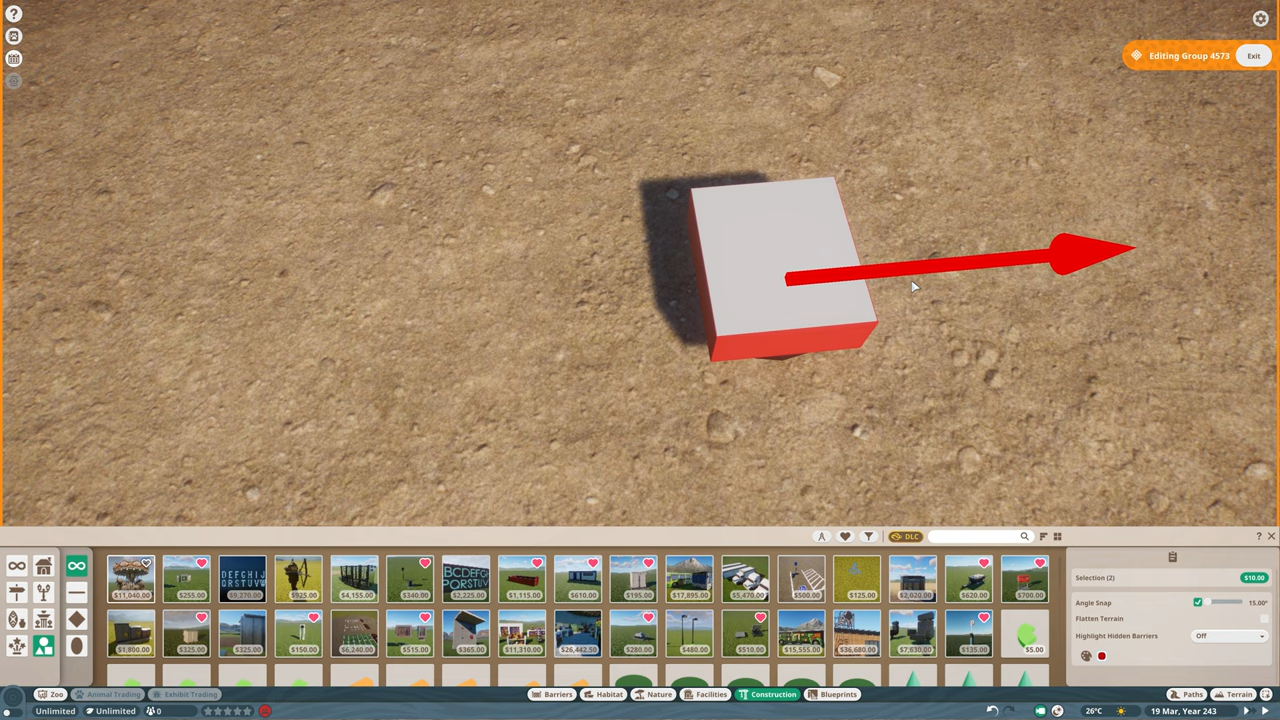 ?
Editing Group 4573
Exit
DLC
?
$11,040.00
$255.00
$9,270.00
$925.00
$4,155.00
$340.00
$2,225.00
$1,115.00
$610.00
$195.00
$17,895.00
$5,470.00
$500.00
$125.00
$2,020.00
$620.00
$700.00
$1,800.00
$325.00
$325.00
$150.00
$6,240.00
$515.00
$365.00
$11,310.00
$26,442.50
$280.00
$480.00
$510.00
$15,555.00
$36,680.00
$7,630.00
$135.00
$5.00
Selection (2)
$10.00
Angle Snap
15.00°
Flatten Terrain
Highlight Hidden Barriers
Off
Zoo
Animal Trading
Exhibit Trading
Barriers
Habitat
Nature
Facilities
Construction
Blueprints
Paths
Terrain
Unlimited
Unlimited
0
26°C
19 Mar, Year 243